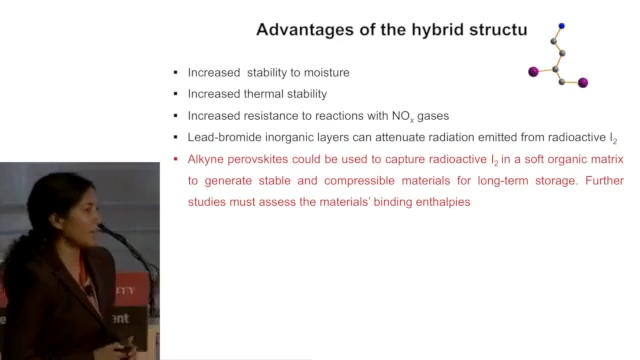 Advantages of the hybrid structu
▪ Increased stability to moisture
▪ Increased thermal stability
▪ Increased resistance to reactions with NOx gases
▪ Lead-bromide inorganic layers can attenuate radiation emitted from radioactive I2
▪ Alkyne perovskites could be used to capture radioactive I2 in a soft organic matrix
to generate stable and compressible materials for long-term storage. Further
studies must assess the materials' binding enthalpies